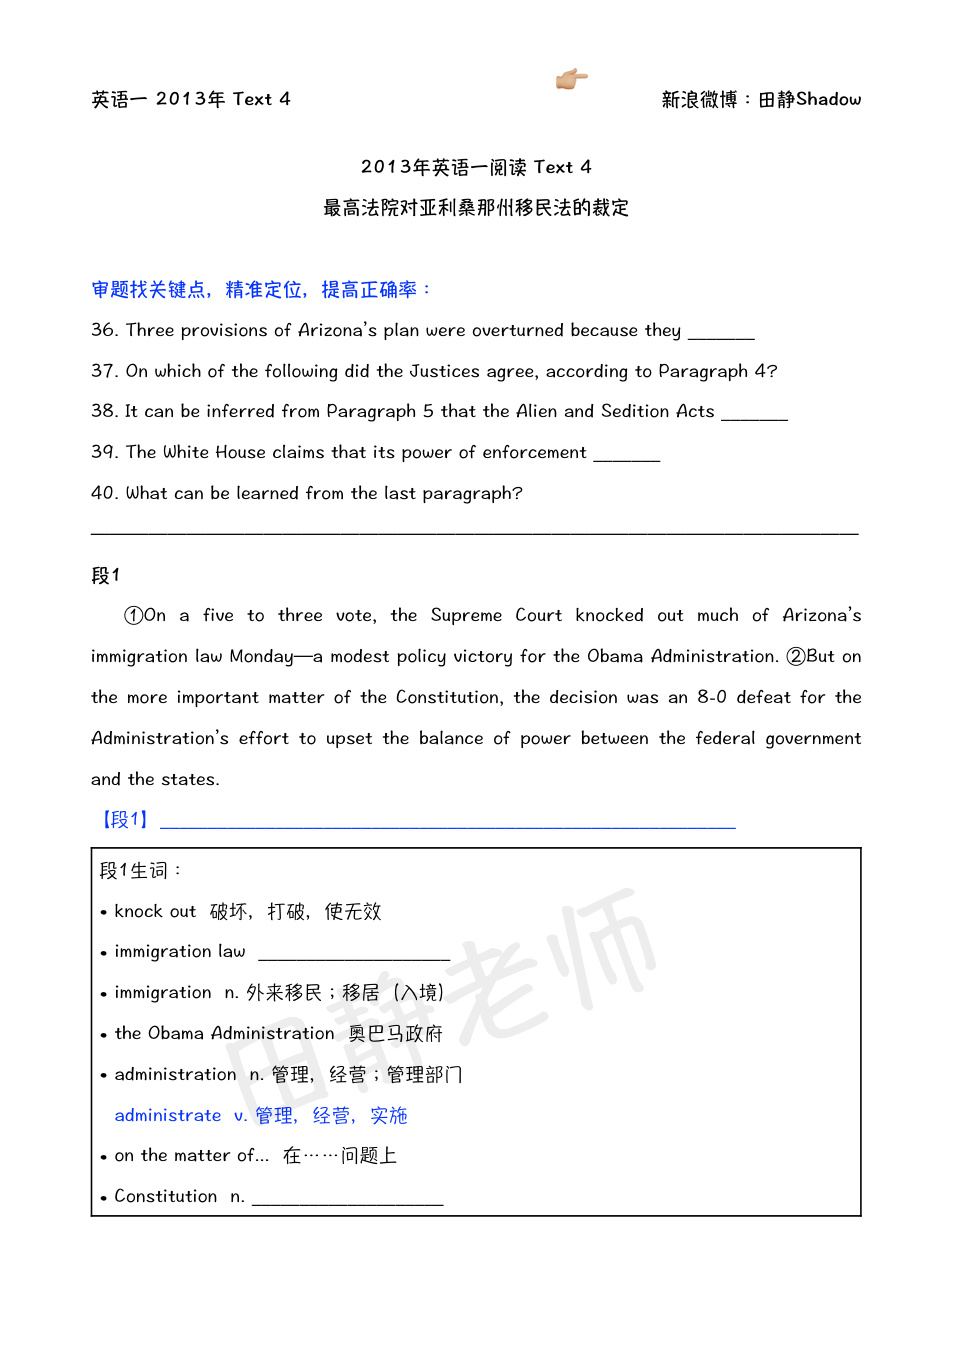 英语一 2013年 Text 4
新浪微博：田静Shadow
2013年英语一阅读 Text 4
最高法院对亚利桑那州移民法的裁定
审题找关键点，精准定位，提高正确率：
36. Three provisions of Arizona's plan were overturned because they _______
37. On which of the following did the Justices agree, according to Paragraph 4?
38. It can be inferred from Paragraph 5 that the Alien and Sedition Acts _______
39. The White House claims that its power of enforcement _______
40. What can be learned from the last paragraph?
段1
①On a five to three vote, the Supreme Court knocked out much of Arizona's
immigration law Monday—a modest policy victory for the Obama Administration. ②But on
the more important matter of the Constitution, the decision was an 8-0 defeat for the
Administration's effort to upset the balance of power between the federal government
and the states.
【段1】____________________________________________________________
段1生词：
• knock out 破坏，打破，使无效
• immigration law ____________________
• immigration n. 外来移民；移居（入境）
• the Obama Administration 奥巴马政府
• administration n. 管理，经营；管理部门
administrate v. 管理，经营，实施
• on the matter of... 在……问题上
• Constitution n. ____________________
田静老师